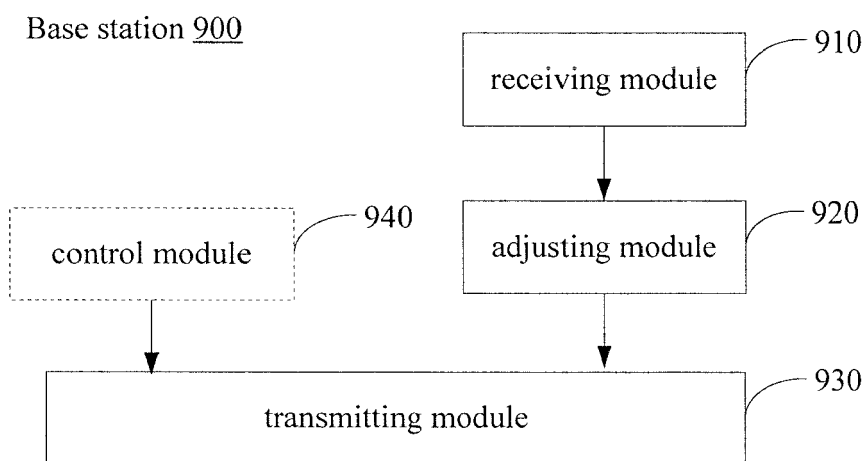 Base station 900
910
receiving module
940
920
control module
adjusting module
930
transmitting module